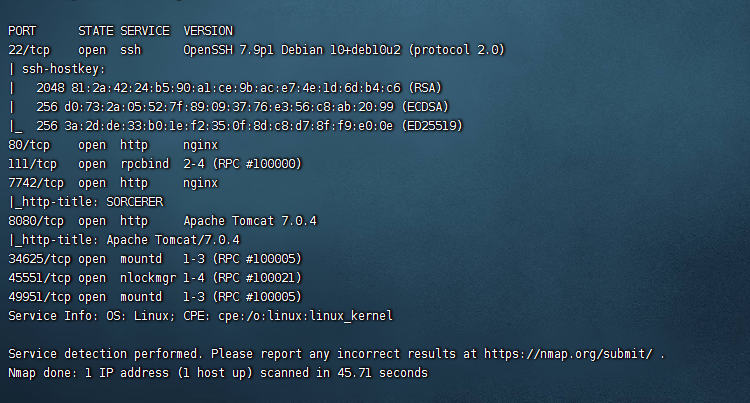 PORT STATE SERVICE VERSION
22/tcp open ssh OpenSSH 7.9p1 Debian 10+deb10u2 (protocol 2.0)
| ssh-hostkey:
| 2048 81:2a:42:24:b5:90:a1:ce:9b:ac:e7:4e:1d:6d:b4:c6 (RSA)
| 256 d0:73:2a:05:52:7f:89:09:37:76:e3:56:c8:ab:20:99 (ECDSA)
|_ 256 3a:2d:de:33:b0:1e:f2:35:0f:8d:c8:d7:8f:f9:e0:0e (ED25519)
80/tcp open http nginx
111/tcp open rpcbind 2-4 (RPC #100000)
7742/tcp open http nginx
|_http-title: SORCERER
8080/tcp open http Apache Tomcat 7.0.4
|_http-title: Apache Tomcat/7.0.4
34625/tcp open mountd 1-3 (RPC #100005)
45551/tcp open nlockmgr 1-4 (RPC #100021)
49951/tcp open mountd 1-3 (RPC #100005)
Service Info: OS: Linux; CPE: cpe:/o:linux:linux_kernel
Service detection performed. Please report any incorrect results at https://nmap.org/submit/ .
Nmap done: 1 IP address (1 host up) scanned in 45.71 seconds